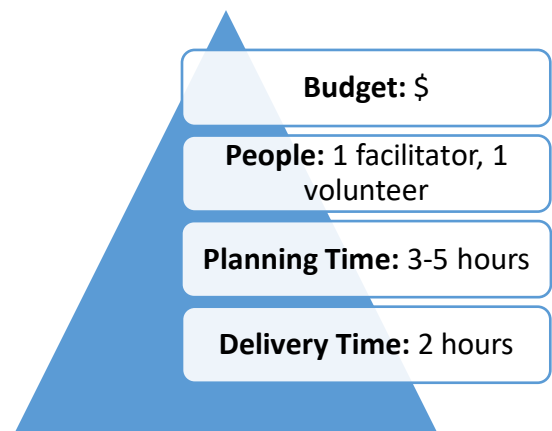 Budget: $
People: 1 facilitator, 1
volunteer
Planning Time: 3-5 hours
Delivery Time: 2 hours